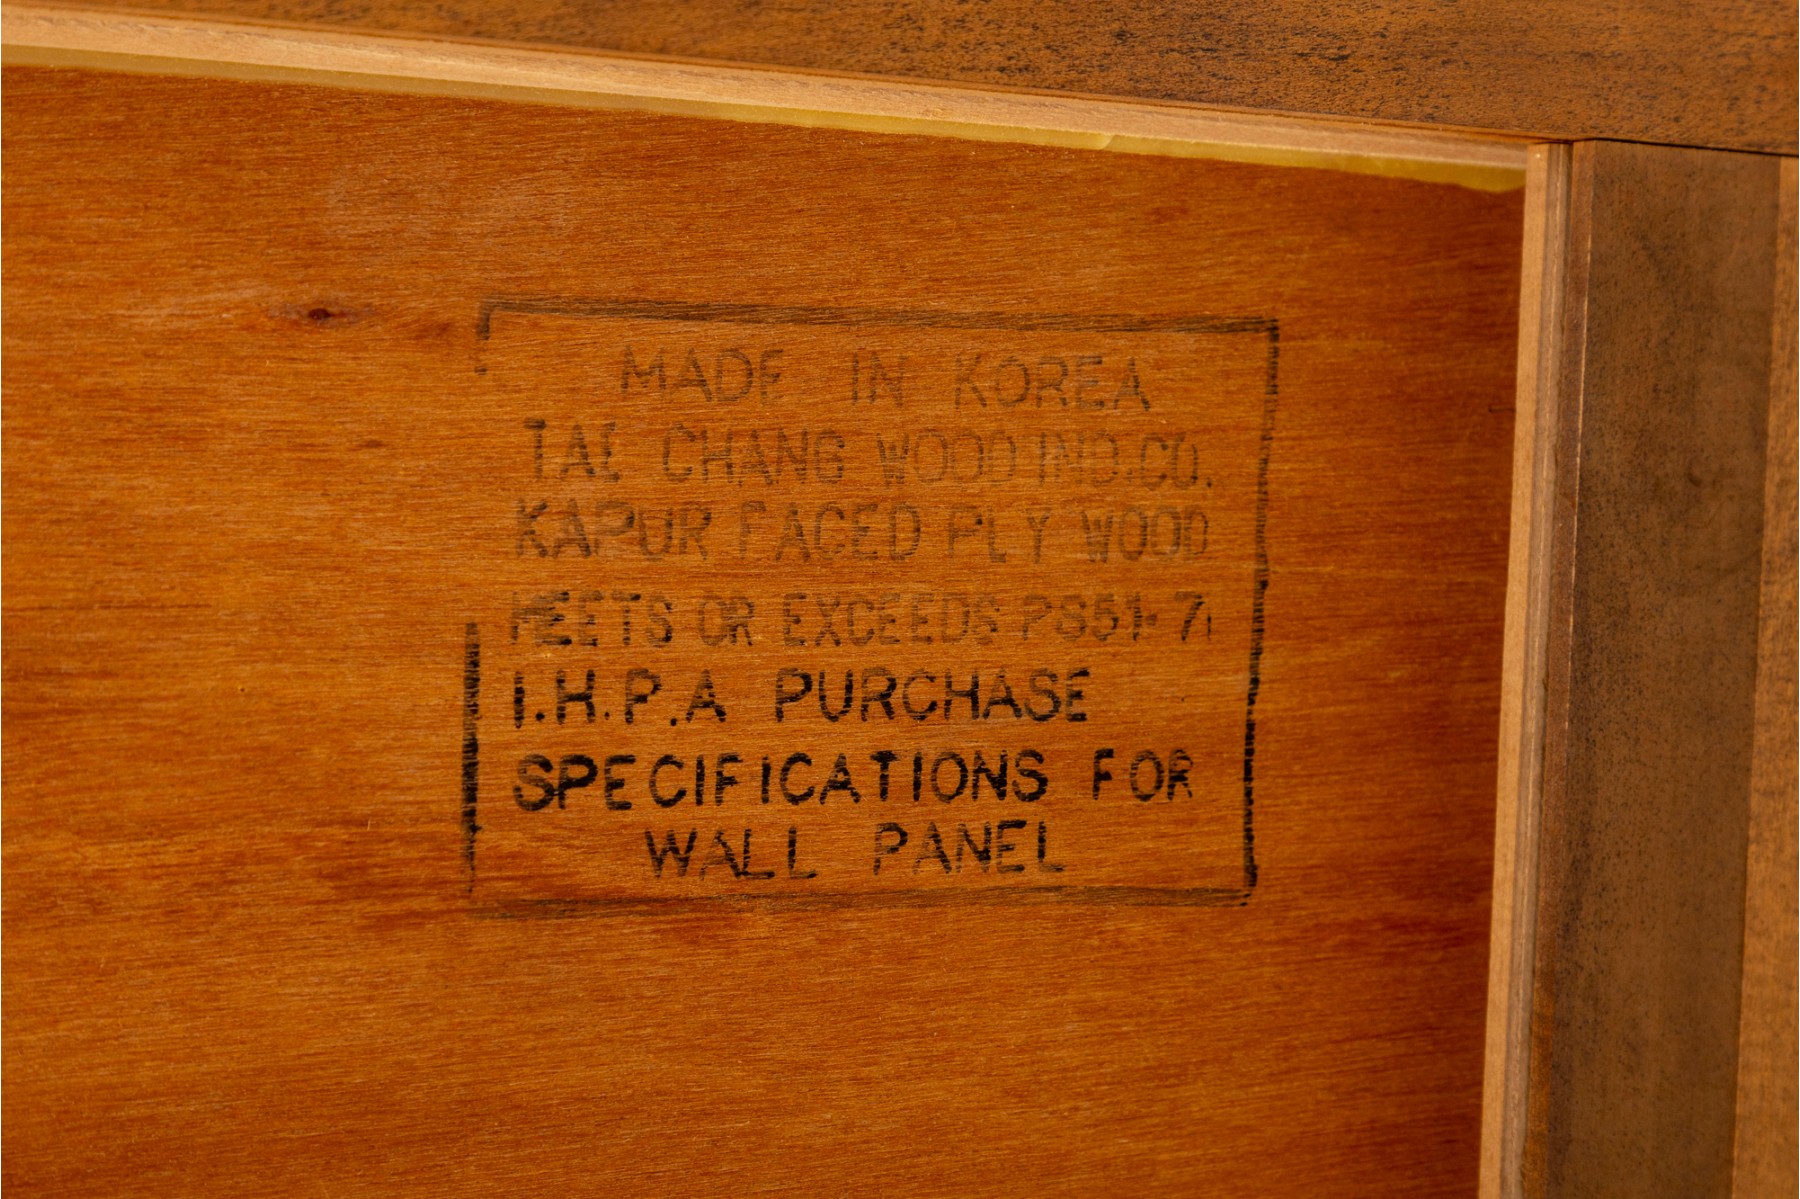 MADE IN KOREA
TAE CHANG WOOD IND.CO.
KAPUR FACED PLY WOOD
MEETS OR EXCEEDS PS51-71
I.H.P.A PURCHASE
SPECIFICATIONS FOR
WALL PANEL